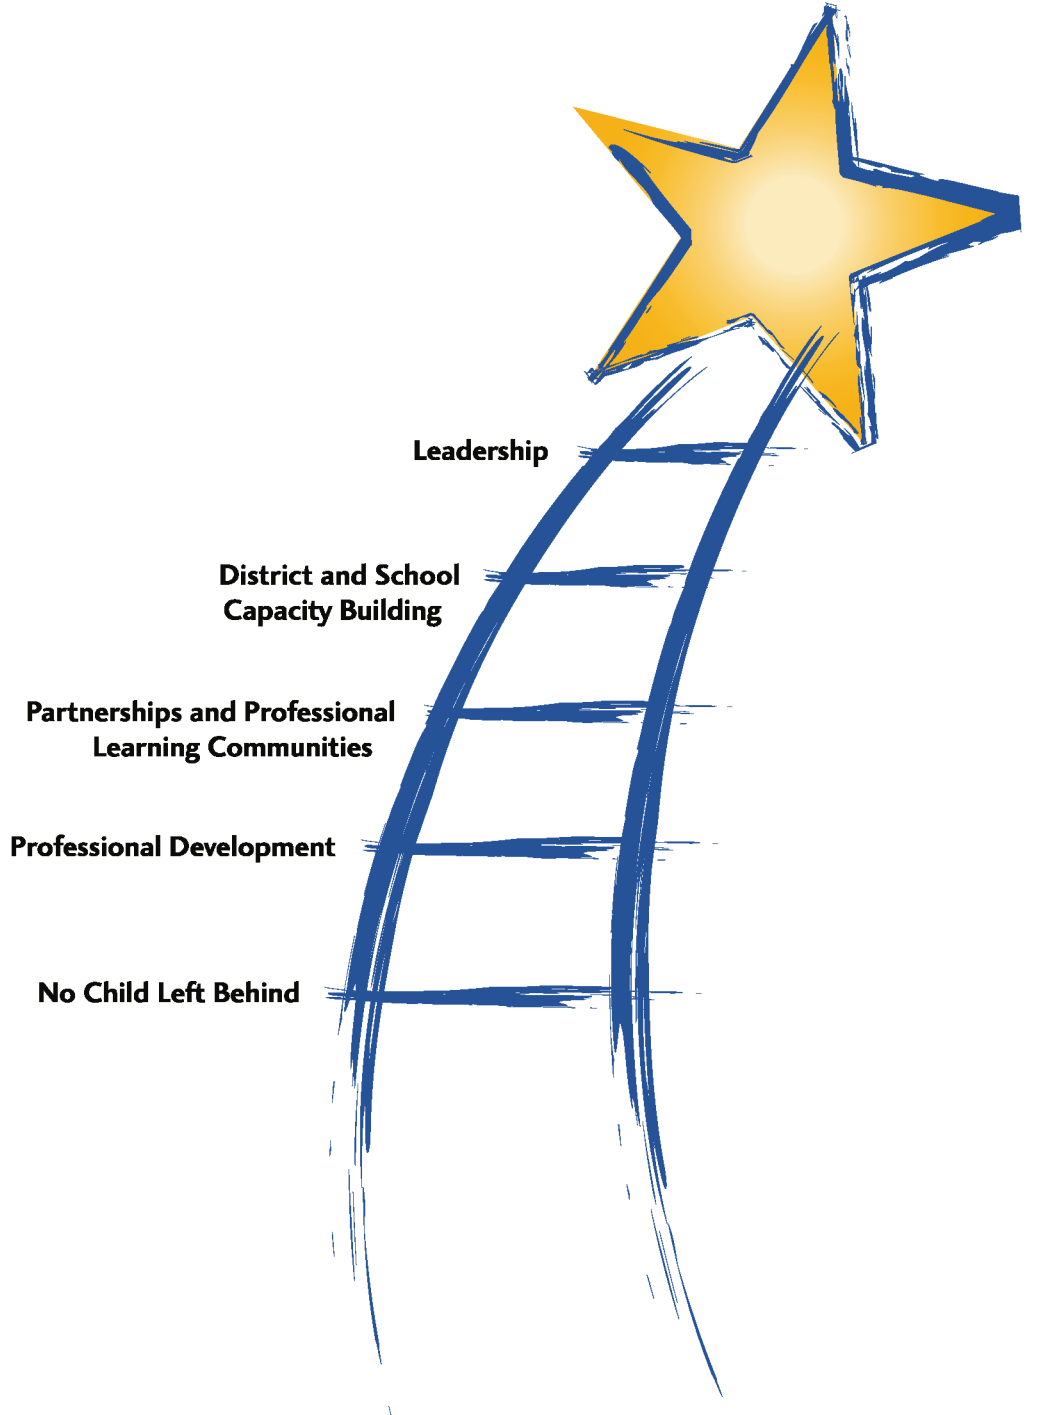 Leadership
District and School
Capacity Building
Partnerships and Professional
Learning Communities
Professional Development
No Child Left Behind